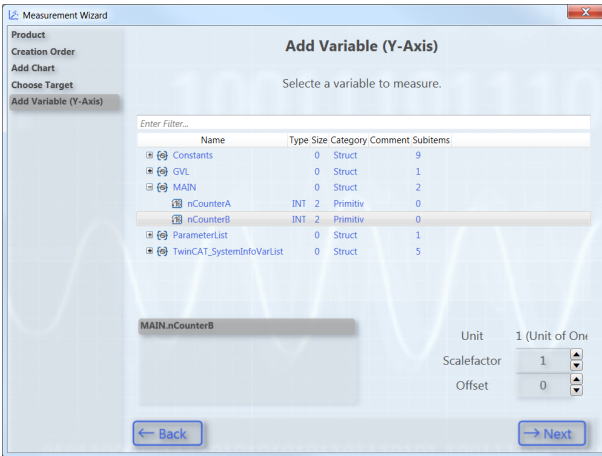 Measurement Wizard
Product
Creation Order
Add Chart
Choose Target
Add Variable (Y-Axis)
Add Variable (Y-Axis)
Selecte a variable to measure.
Enter Filter...
Name Type Size Category Comment Subitems
Constants 0 Struct 9
GVL 0 Struct 1
MAIN 0 Struct 2
nCounterA INT 2 Primitiv 0
nCounterB INT 2 Primitiv 0
ParameterList 0 Struct 1
TwinCAT_SystemInfoVarList 0 Struct 5
MAIN.nCounterB
Unit 1 (Unit of One
Scalefactor 1
Offset 0
← Back
→ Next